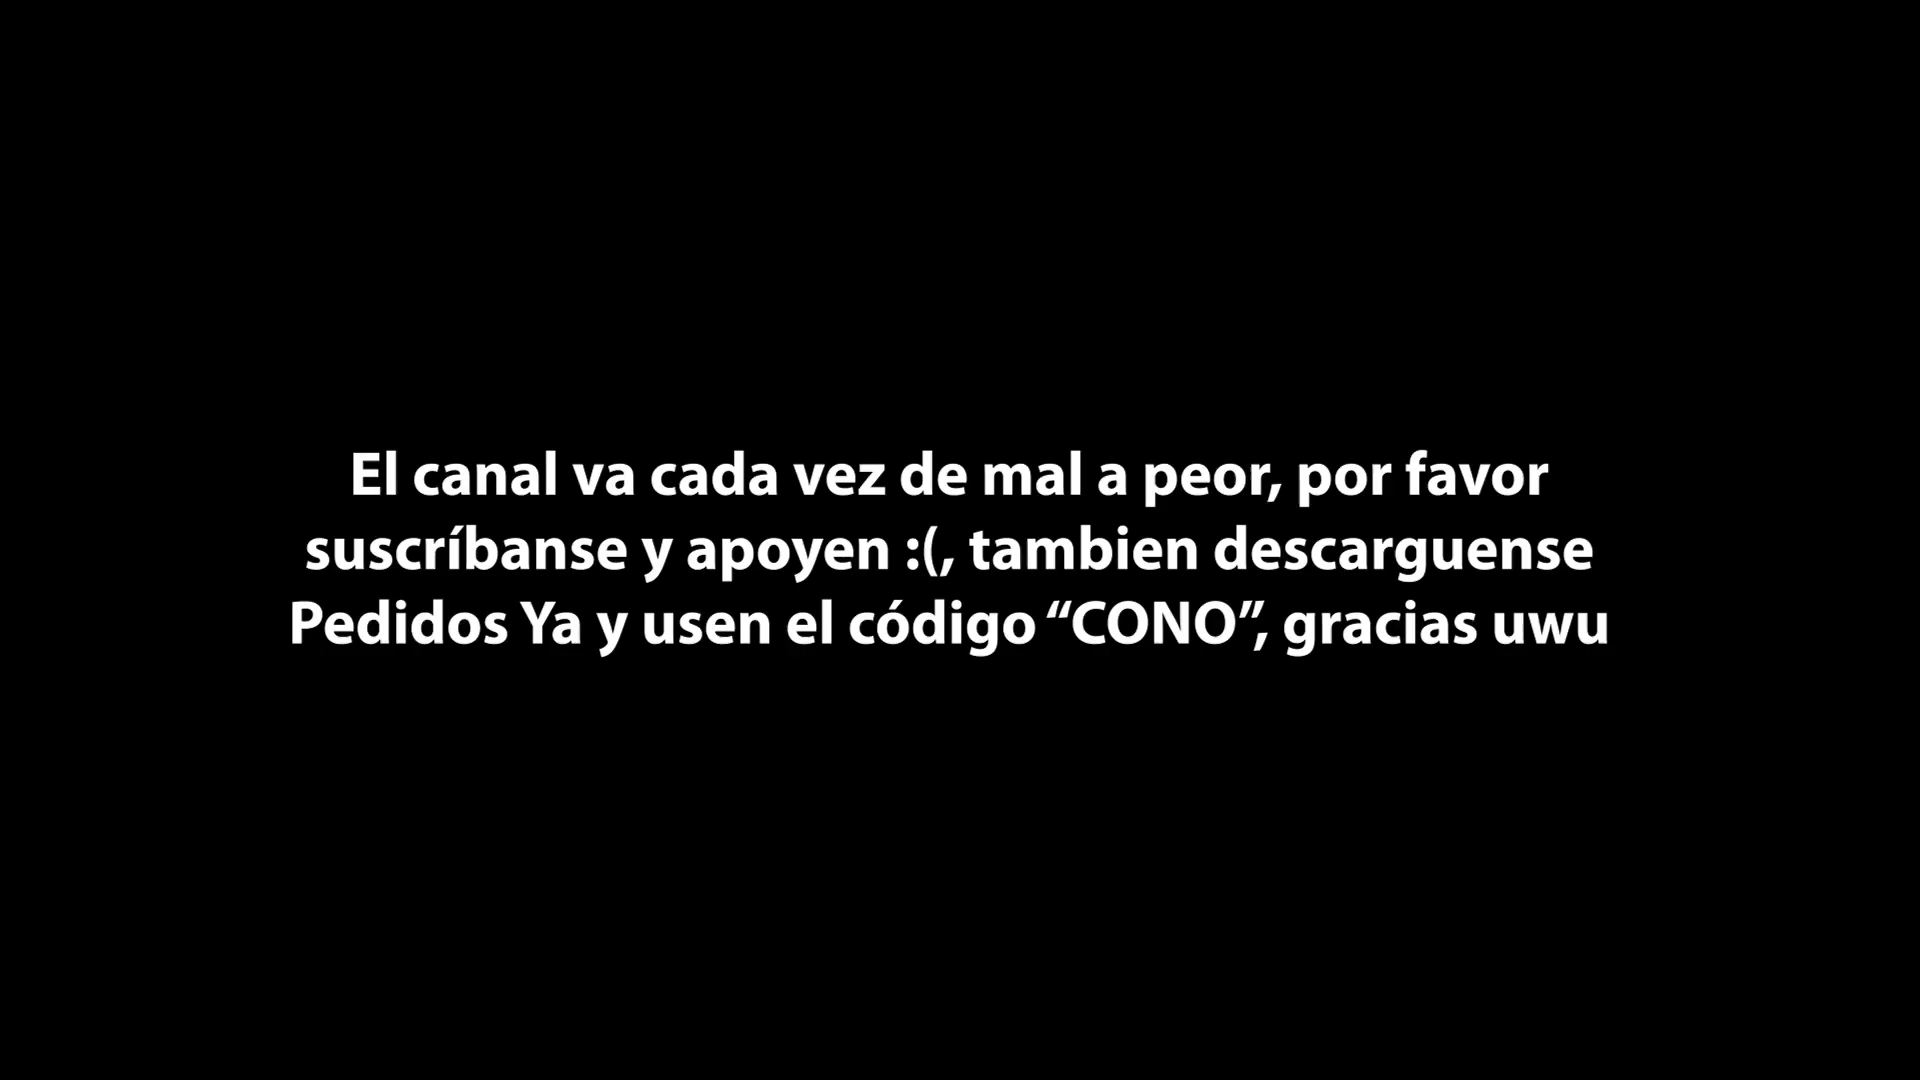 El canal va cada vez de mal a peor, por favor
suscríbanse y apoyen :(, tambien descarguense
Pedidos Ya y usen el código “CONO”, gracias uwu